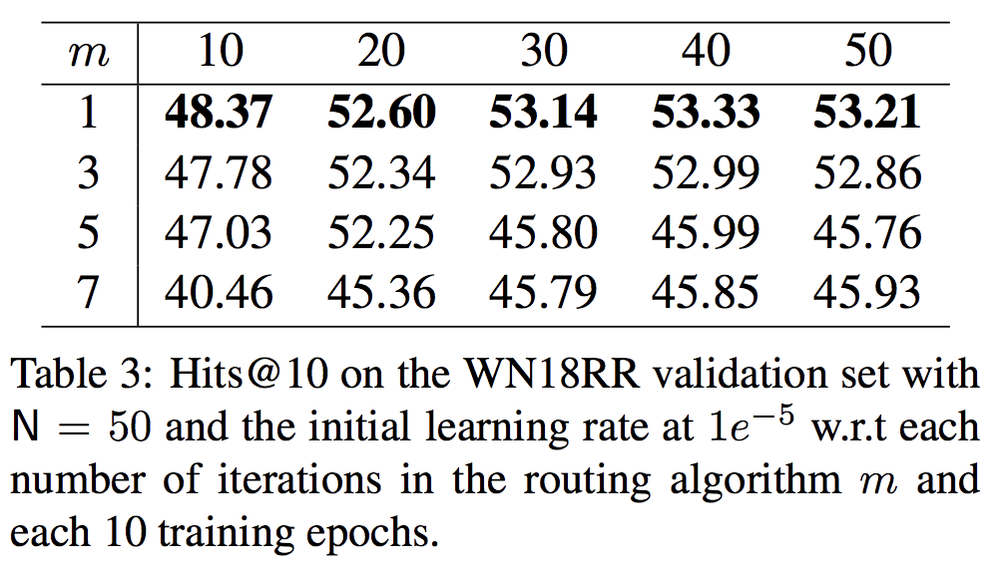 m 10 20 30 40 50
1 48.37 52.60 53.14 53.33 53.21
3 47.78 52.34 52.93 52.99 52.86
5 47.03 52.25 45.80 45.99 45.76
7 40.46 45.36 45.79 45.85 45.93
Table 3: Hits@10 on the WN18RR validation set with
N = 50 and the initial learning rate at 1e⁻⁵ w.r.t each
number of iterations in the routing algorithm m and
each 10 training epochs.